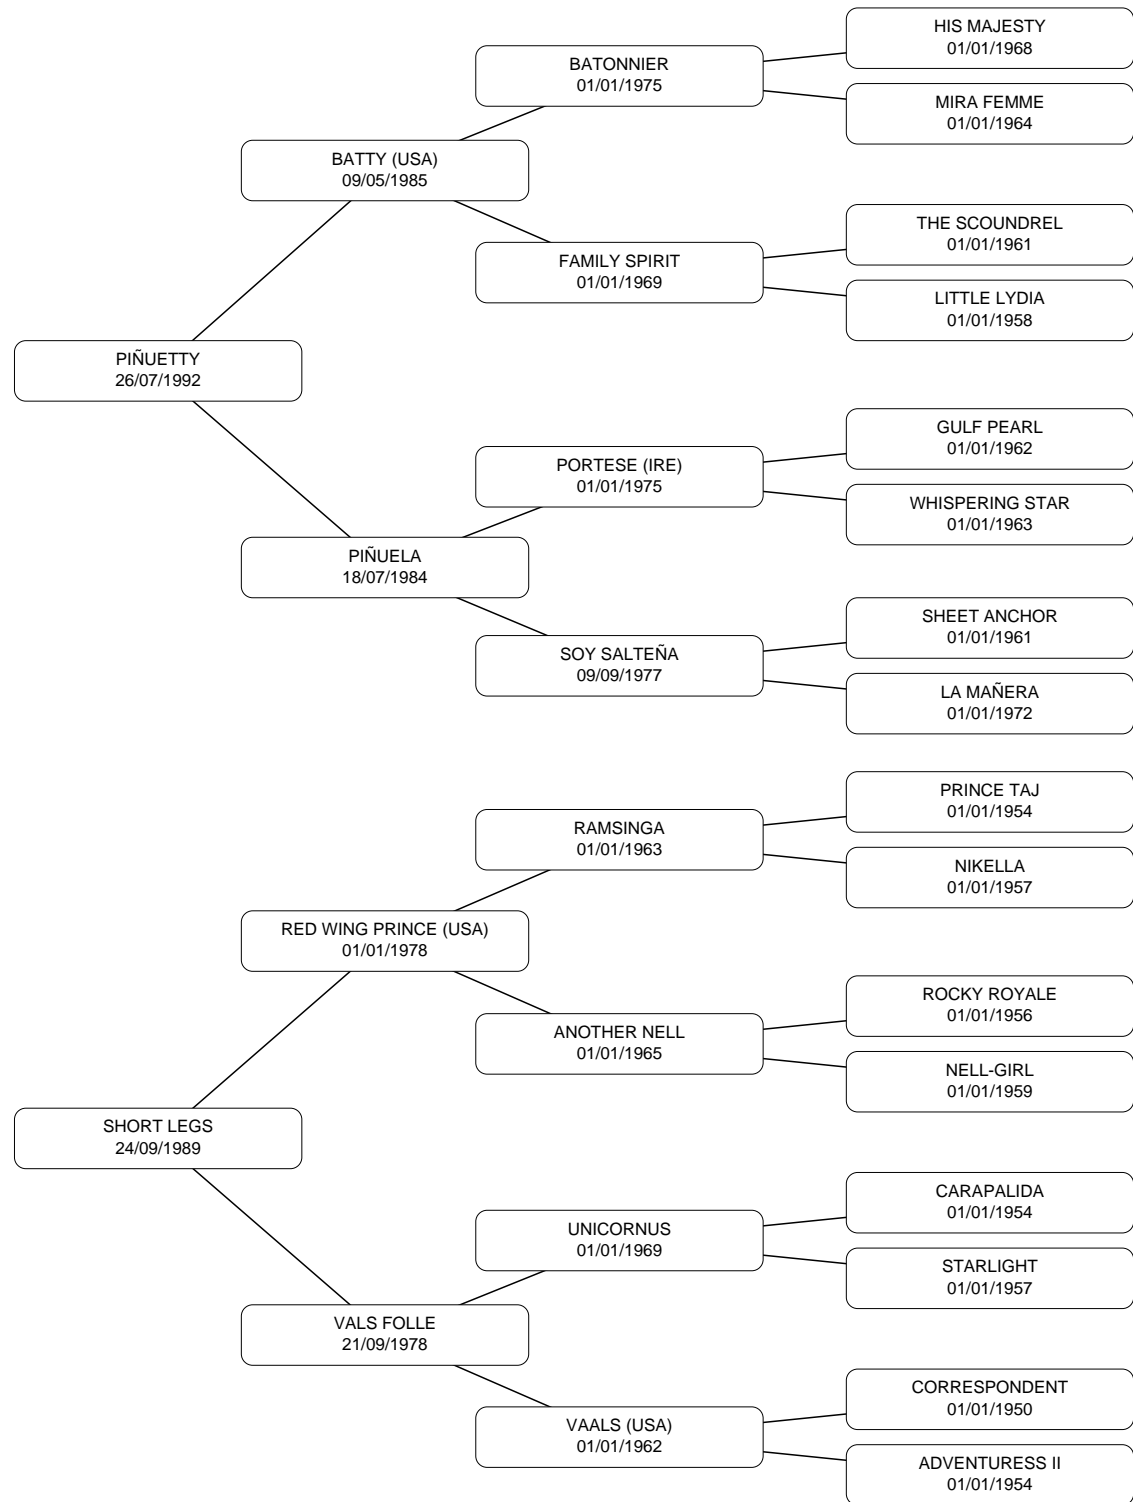 HIS MAJESTY
01/01/1968
BATONNIER
01/01/1975
MIRA FEMME
01/01/1964
BATTY (USA)
09/05/1985
THE SCOUNDREL
01/01/1961
FAMILY SPIRIT
01/01/1969
LITTLE LYDIA
01/01/1958
PIÑUETTY
26/07/1992
GULF PEARL
01/01/1962
PORTESE (IRE)
01/01/1975
WHISPERING STAR
01/01/1963
PIÑUELA
18/07/1984
SHEET ANCHOR
01/01/1961
SOY SALTEÑA
09/09/1977
LA MAÑERA
01/01/1972
PRINCE TAJ
01/01/1954
RAMSINGA
01/01/1963
NIKELLA
01/01/1957
RED WING PRINCE (USA)
01/01/1978
ROCKY ROYALE
01/01/1956
ANOTHER NELL
01/01/1965
NELL-GIRL
01/01/1959
SHORT LEGS
24/09/1989
CARAPALIDA
01/01/1954
UNICORNUS
01/01/1969
STARLIGHT
01/01/1957
VALS FOLLE
21/09/1978
CORRESPONDENT
01/01/1950
VAALS (USA)
01/01/1962
ADVENTURESS II
01/01/1954